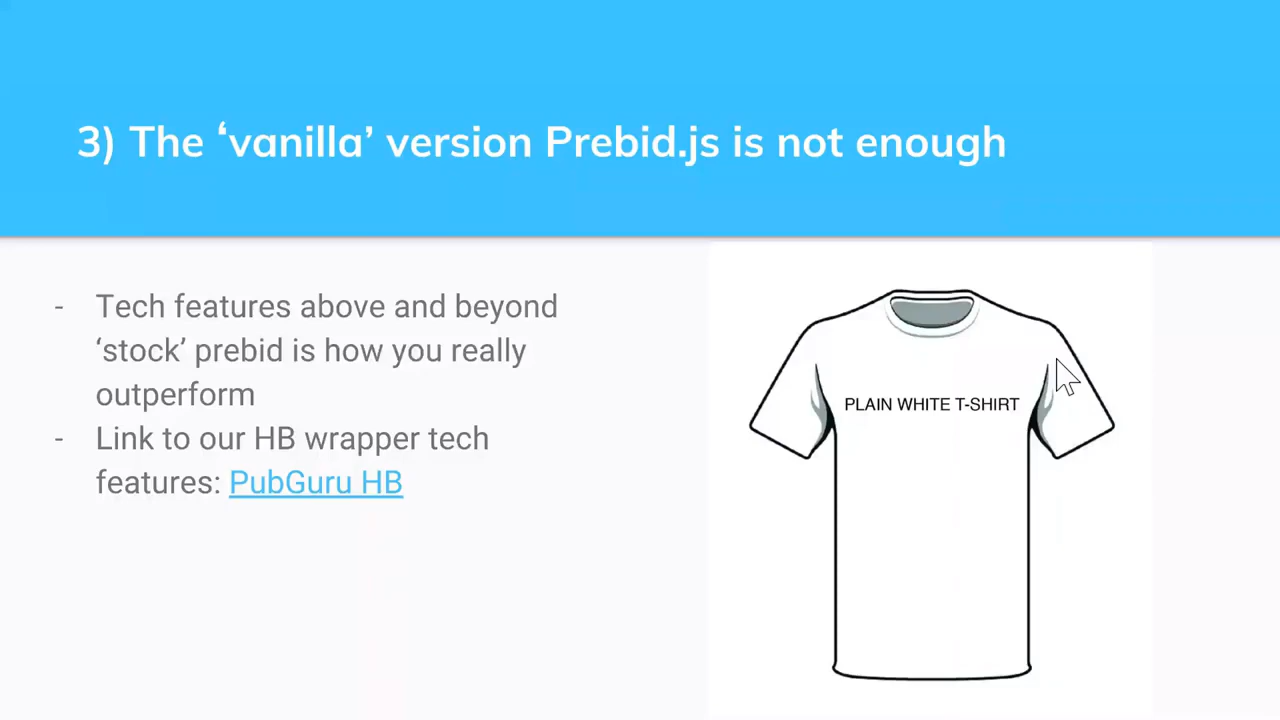 3) The ‘vanilla’ version Prebid.js is not enough
- Tech features above and beyond
‘stock’ prebid is how you really
outperform
- Link to our HB wrapper tech
features: PubGuru HB
PLAIN WHITE T-SHIRT